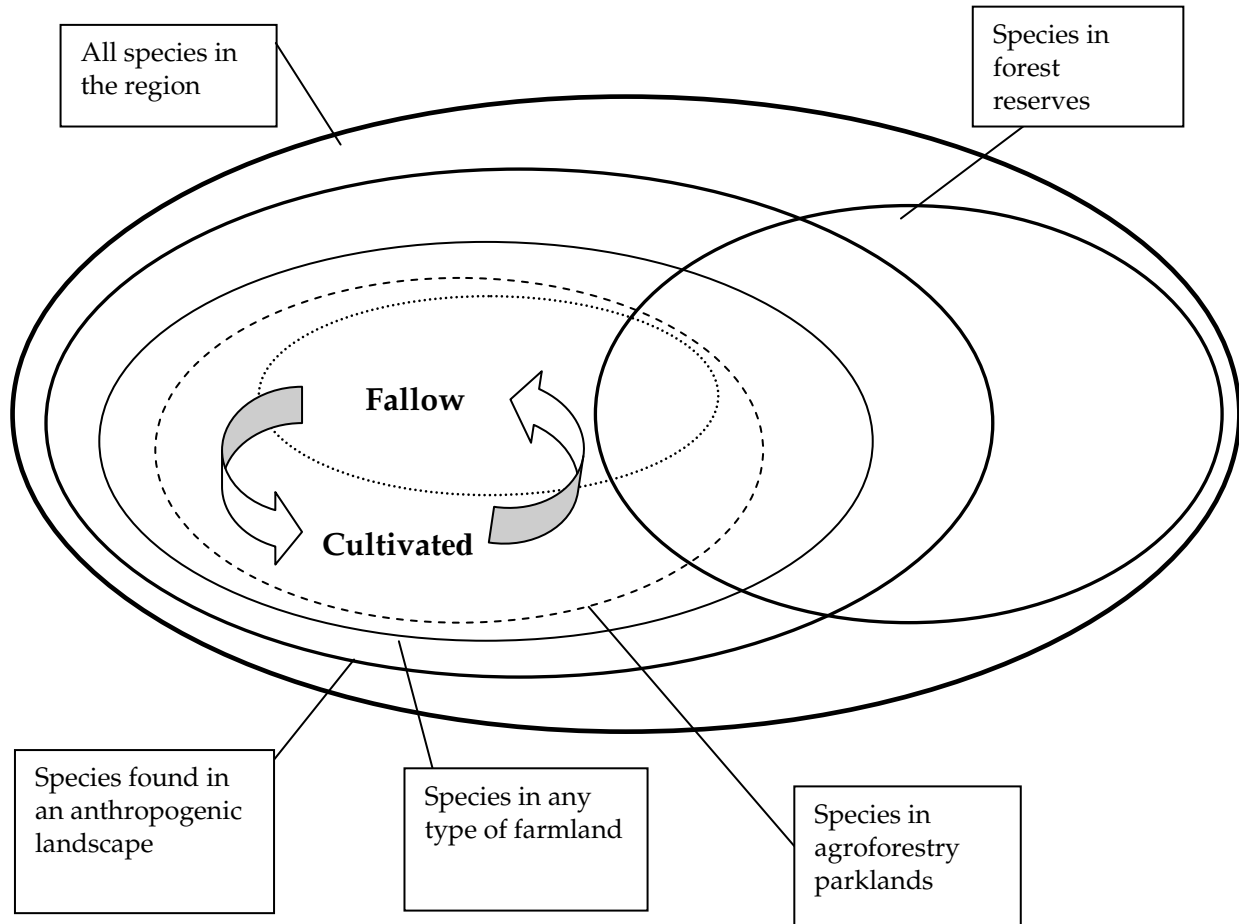 All species in
the region
Species in
forest
reserves
Fallow
Cultivated
Species found in
an anthropogenic
landscape
Species in any
type of farmland
Species in
agroforestry
parklands